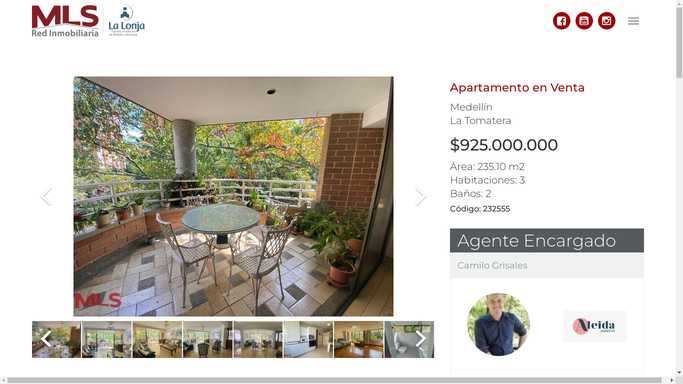 MLS
Red Inmobiliaria
La Lonja
Apartamento en Venta
Medellín
La Tomatera
$925.000.000
Área: 235.10 m2
Habitaciones: 3
Baños: 2
Código: 232555
MLS
Agente Encargado
Camilo Grisales
Aleida